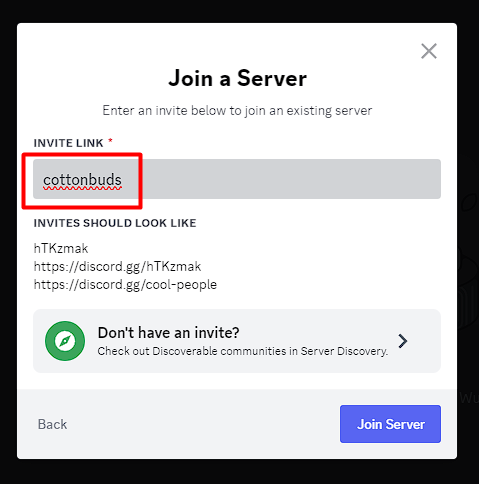 Join a Server
Enter an invite below to join an existing server
INVITE LINK *
cottonbuds
INVITES SHOULD LOOK LIKE
hTKzmak
https://discord.gg/hTKzmak
https://discord.gg/cool-people
Don't have an invite?
Check out Discoverable communities in Server Discovery.
Back
Join Server